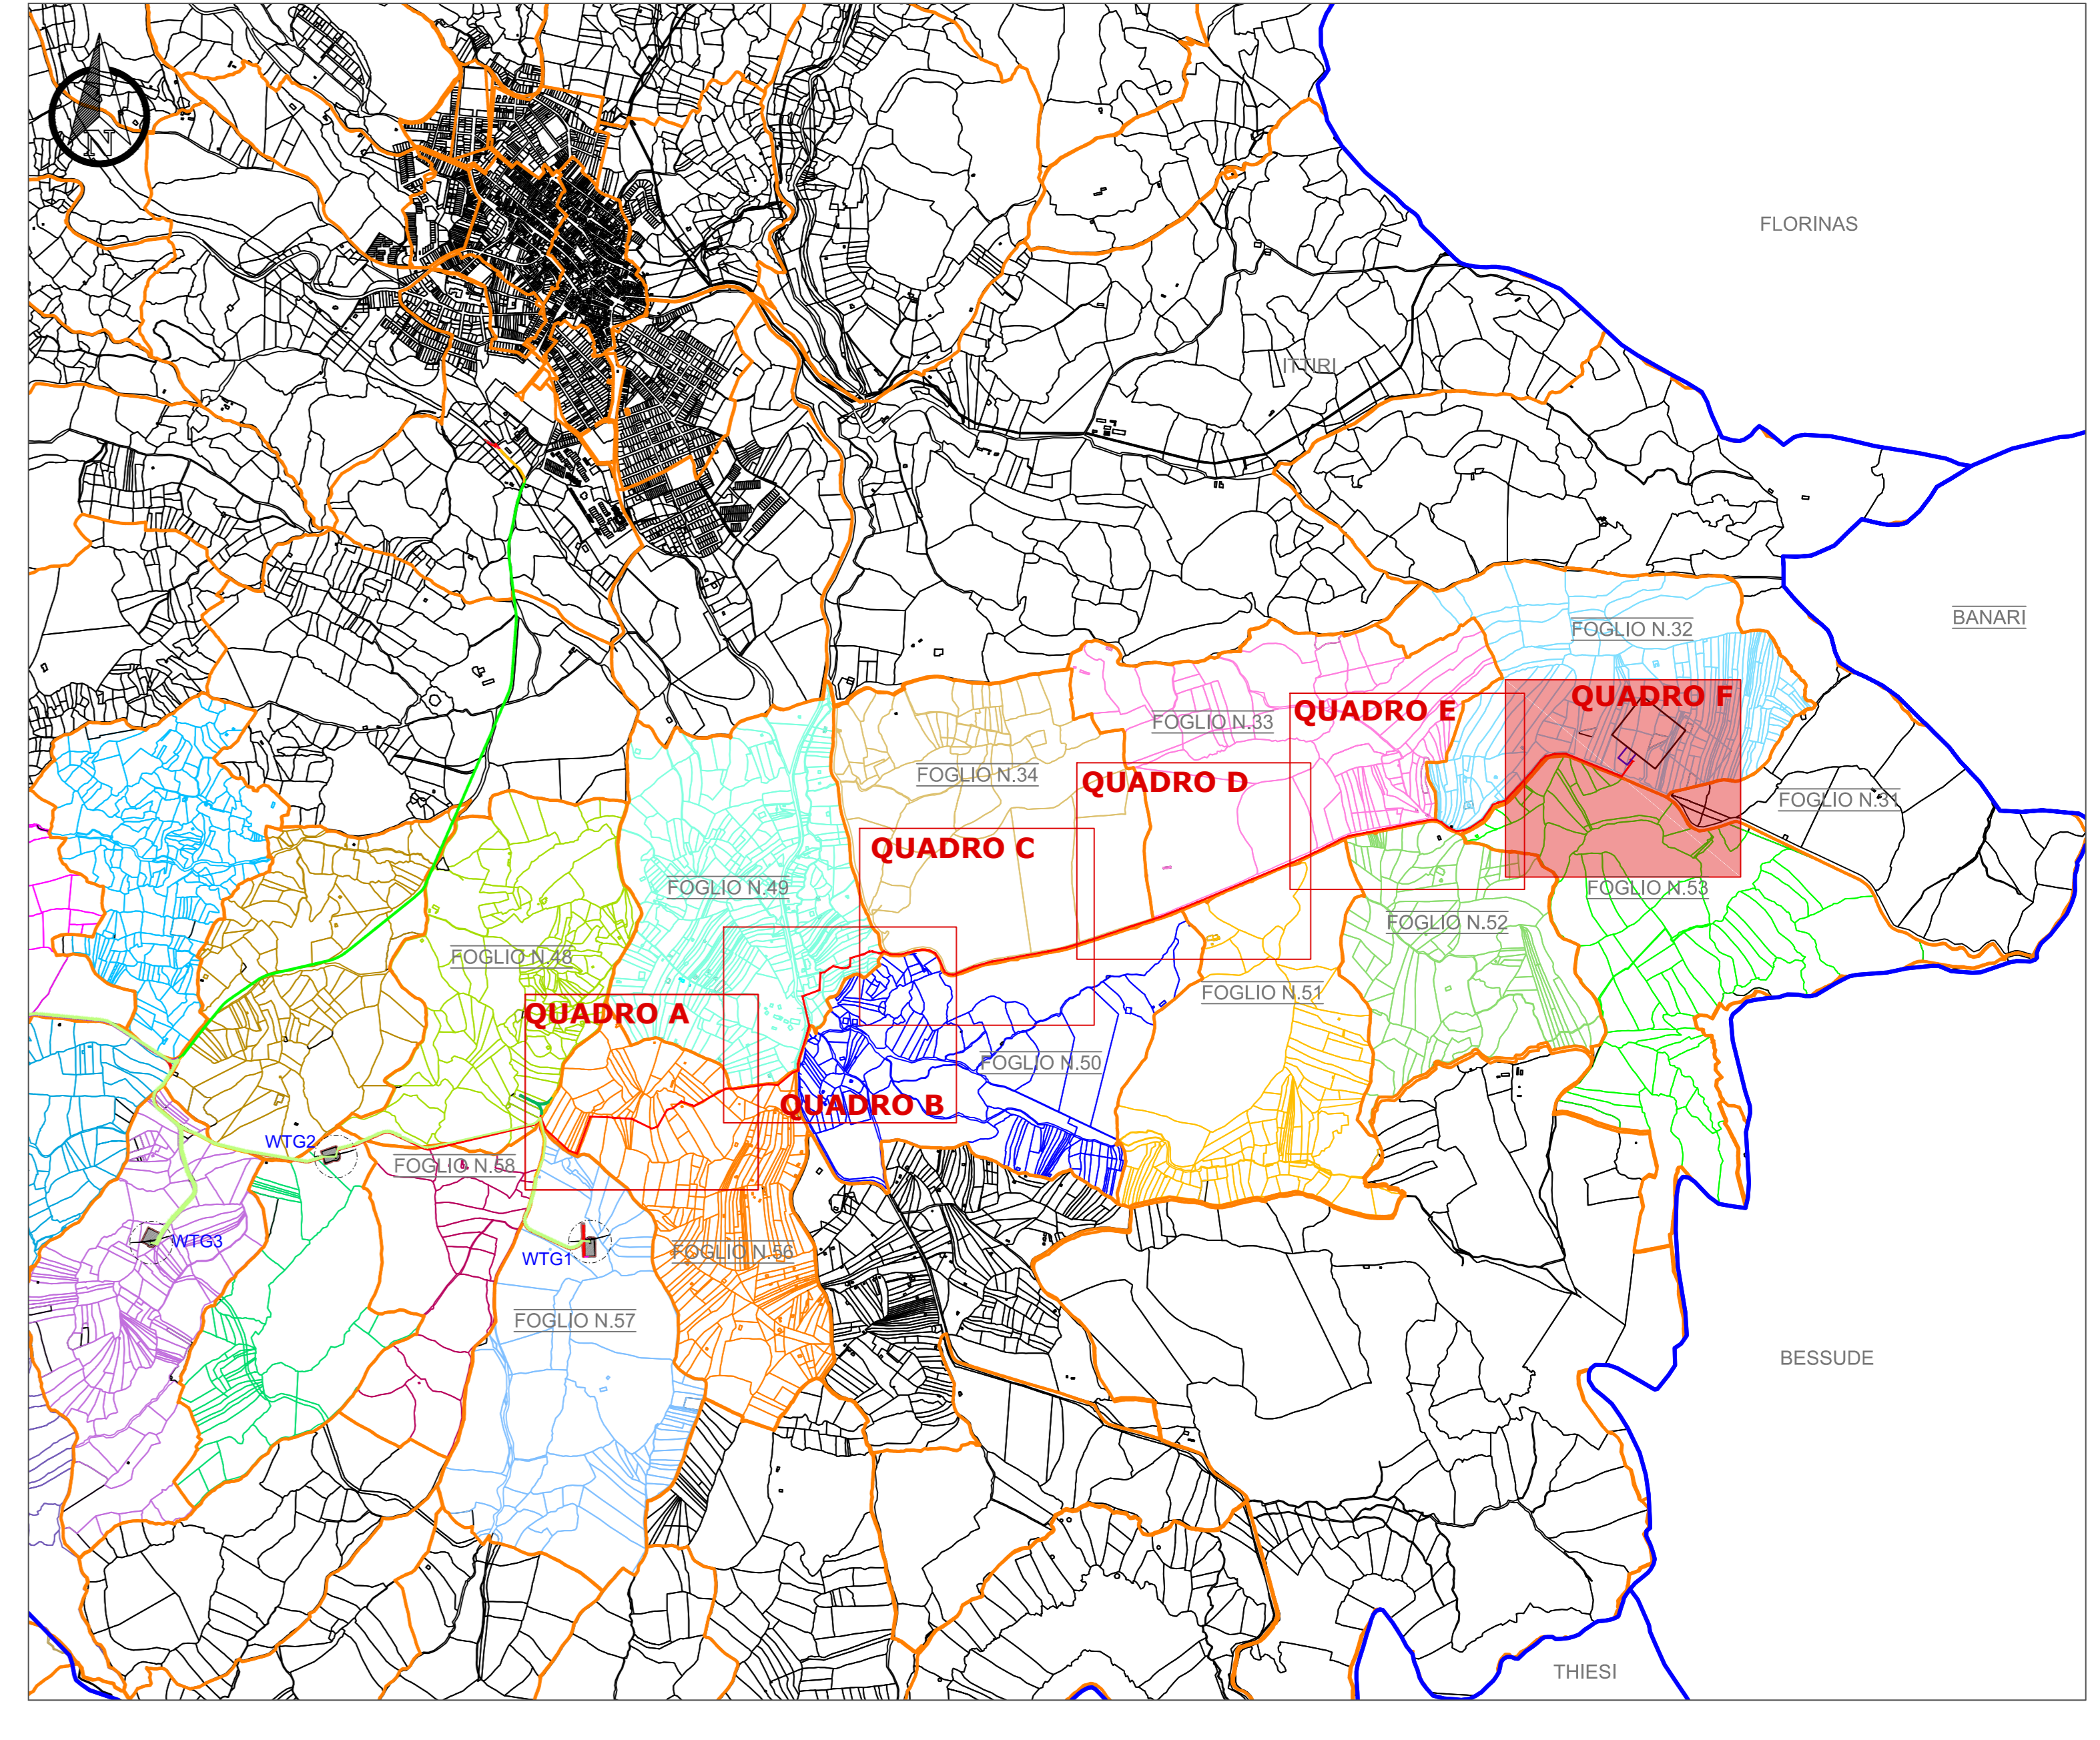 N
FLORINAS
ITTIRI
BANARI
FOGLIO N.32
QUADRO F
QUADRO E
FOGLIO N.33
FOGLIO N.34
QUADRO D
FOGLIO N.31
QUADRO C
FOGLIO N.49
FOGLIO N.53
FOGLIO N.52
FOGLIO N.48
FOGLIO N.51
QUADRO A
FOGLIO N.50
QUADRO B
WTG2
FOGLIO N.58
WTG3
WTG1
FOGLIO N.56
FOGLIO N.57
BESSUDE
THIESI